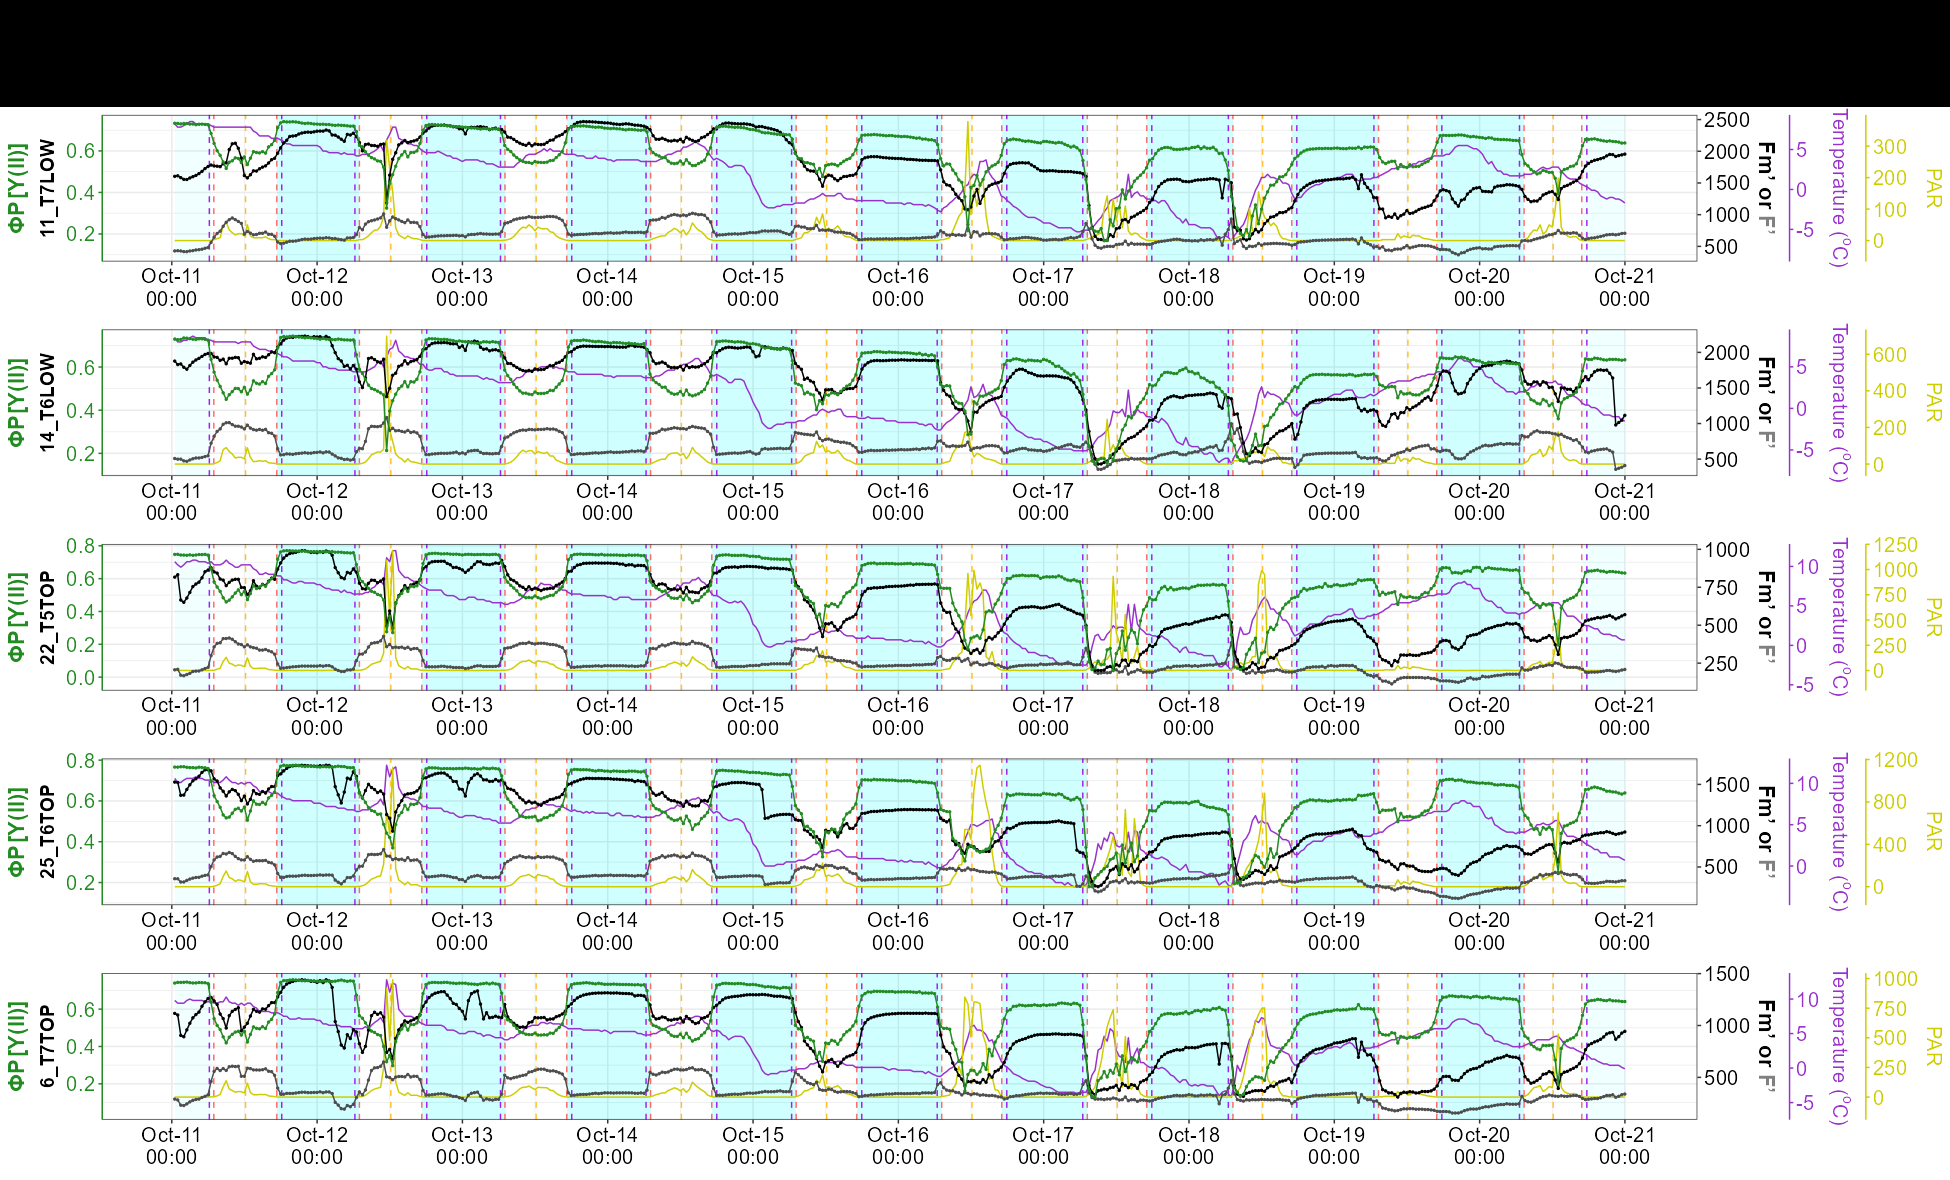 ΦP [Y(II)]
11_T7LOW
0.6
0.4
0.2
2500
2000
1500
1000
500
Fm' or F'
5
0
-5
Temperature (°C)
300
200
100
0
PAR
Oct-11 Oct-12 Oct-13 Oct-14 Oct-15 Oct-16 Oct-17 Oct-18 Oct-19 Oct-20 Oct-21
00:00 00:00 00:00 00:00 00:00 00:00 00:00 00:00 00:00 00:00 00:00
ΦP [Y(II)]
14_T6LOW
0.6
0.4
0.2
2000
1500
1000
500
Fm' or F'
5
0
-5
Temperature (°C)
600
400
200
0
PAR
Oct-11 Oct-12 Oct-13 Oct-14 Oct-15 Oct-16 Oct-17 Oct-18 Oct-19 Oct-20 Oct-21
00:00 00:00 00:00 00:00 00:00 00:00 00:00 00:00 00:00 00:00 00:00
ΦP [Y(II)]
22_T5TOP
0.8
0.6
0.4
0.2
0.0
1000
750
500
250
Fm' or F'
10
5
0
-5
Temperature (°C)
1250
1000
750
500
250
0
PAR
Oct-11 Oct-12 Oct-13 Oct-14 Oct-15 Oct-16 Oct-17 Oct-18 Oct-19 Oct-20 Oct-21
00:00 00:00 00:00 00:00 00:00 00:00 00:00 00:00 00:00 00:00 00:00
ΦP [Y(II)]
25_T6TOP
0.8
0.6
0.4
0.2
1500
1000
500
Fm' or F'
10
5
0
Temperature (°C)
1200
800
400
0
PAR
Oct-11 Oct-12 Oct-13 Oct-14 Oct-15 Oct-16 Oct-17 Oct-18 Oct-19 Oct-20 Oct-21
00:00 00:00 00:00 00:00 00:00 00:00 00:00 00:00 00:00 00:00 00:00
ΦP [Y(II)]
6_T7TOP
0.6
0.4
0.2
1500
1000
500
Fm' or F'
10
5
0
-5
Temperature (°C)
1000
750
500
250
0
PAR
Oct-11 Oct-12 Oct-13 Oct-14 Oct-15 Oct-16 Oct-17 Oct-18 Oct-19 Oct-20 Oct-21
00:00 00:00 00:00 00:00 00:00 00:00 00:00 00:00 00:00 00:00 00:00